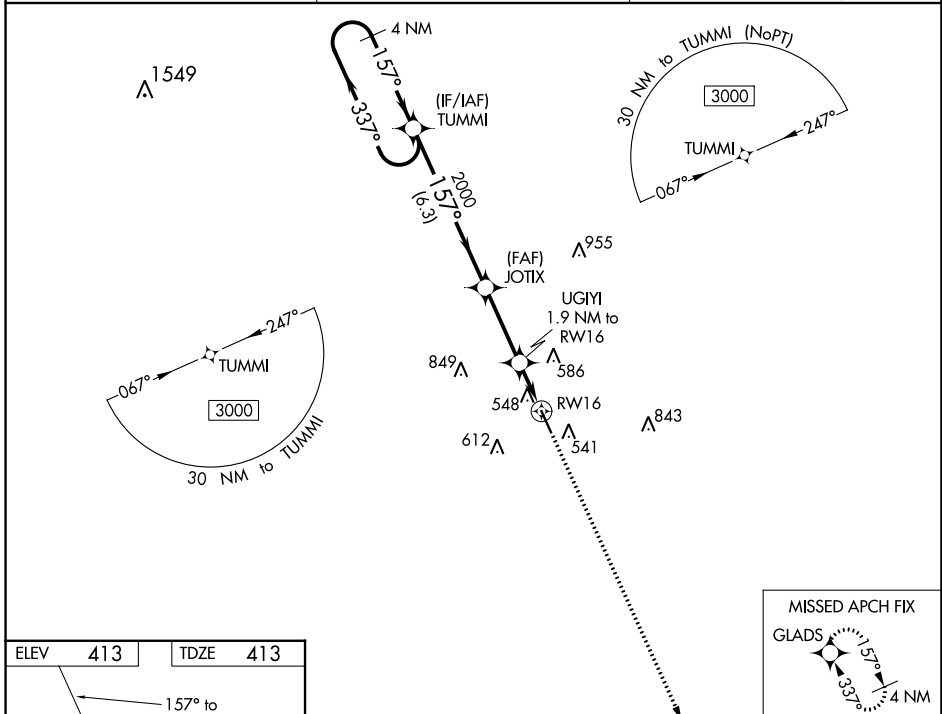 4 NM
157°
337°
(IF/IAF)
TUMMI
1549
30 NM to TUMMI (NoPT)
3000
TUMMI
247°
067°
2000
157°
(6.3)
(FAF)
JOTIX
955
UGIYI
1.9 NM to
RW16
586
849
548
RW16
843
612
541
247°
067°
TUMMI
3000
30 NM to TUMMI
MISSED APCH FIX
GLADS
157°
337°
4 NM
ELEV 413 TDZE 413
157° to